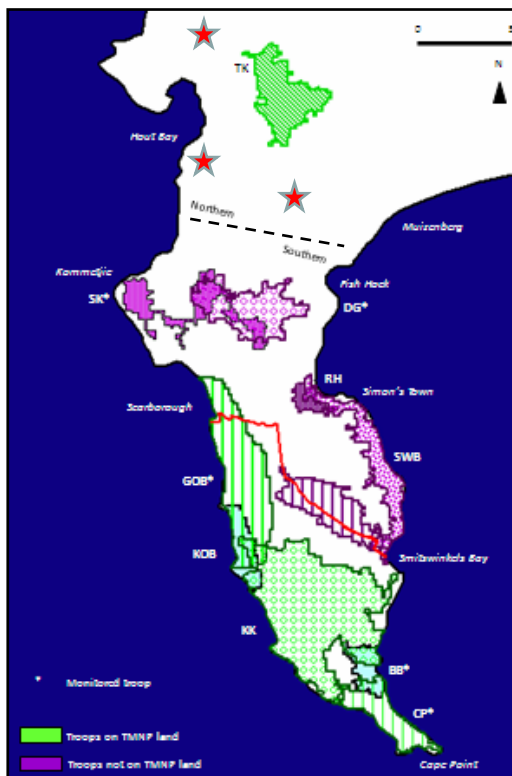 TK
0 5
N
Hout Bay
Northern
Southern
Muizenberg
Kommetjie
SK*
Fish Hoek
DG*
RH
Simon's Town
Scarborough
SWB
GOB*
KOB
Smitswinkels Bay
KK
BB*
* Monitored troop
CP*
Troops on TMNP land
Troops not on TMNP land
Cape Point